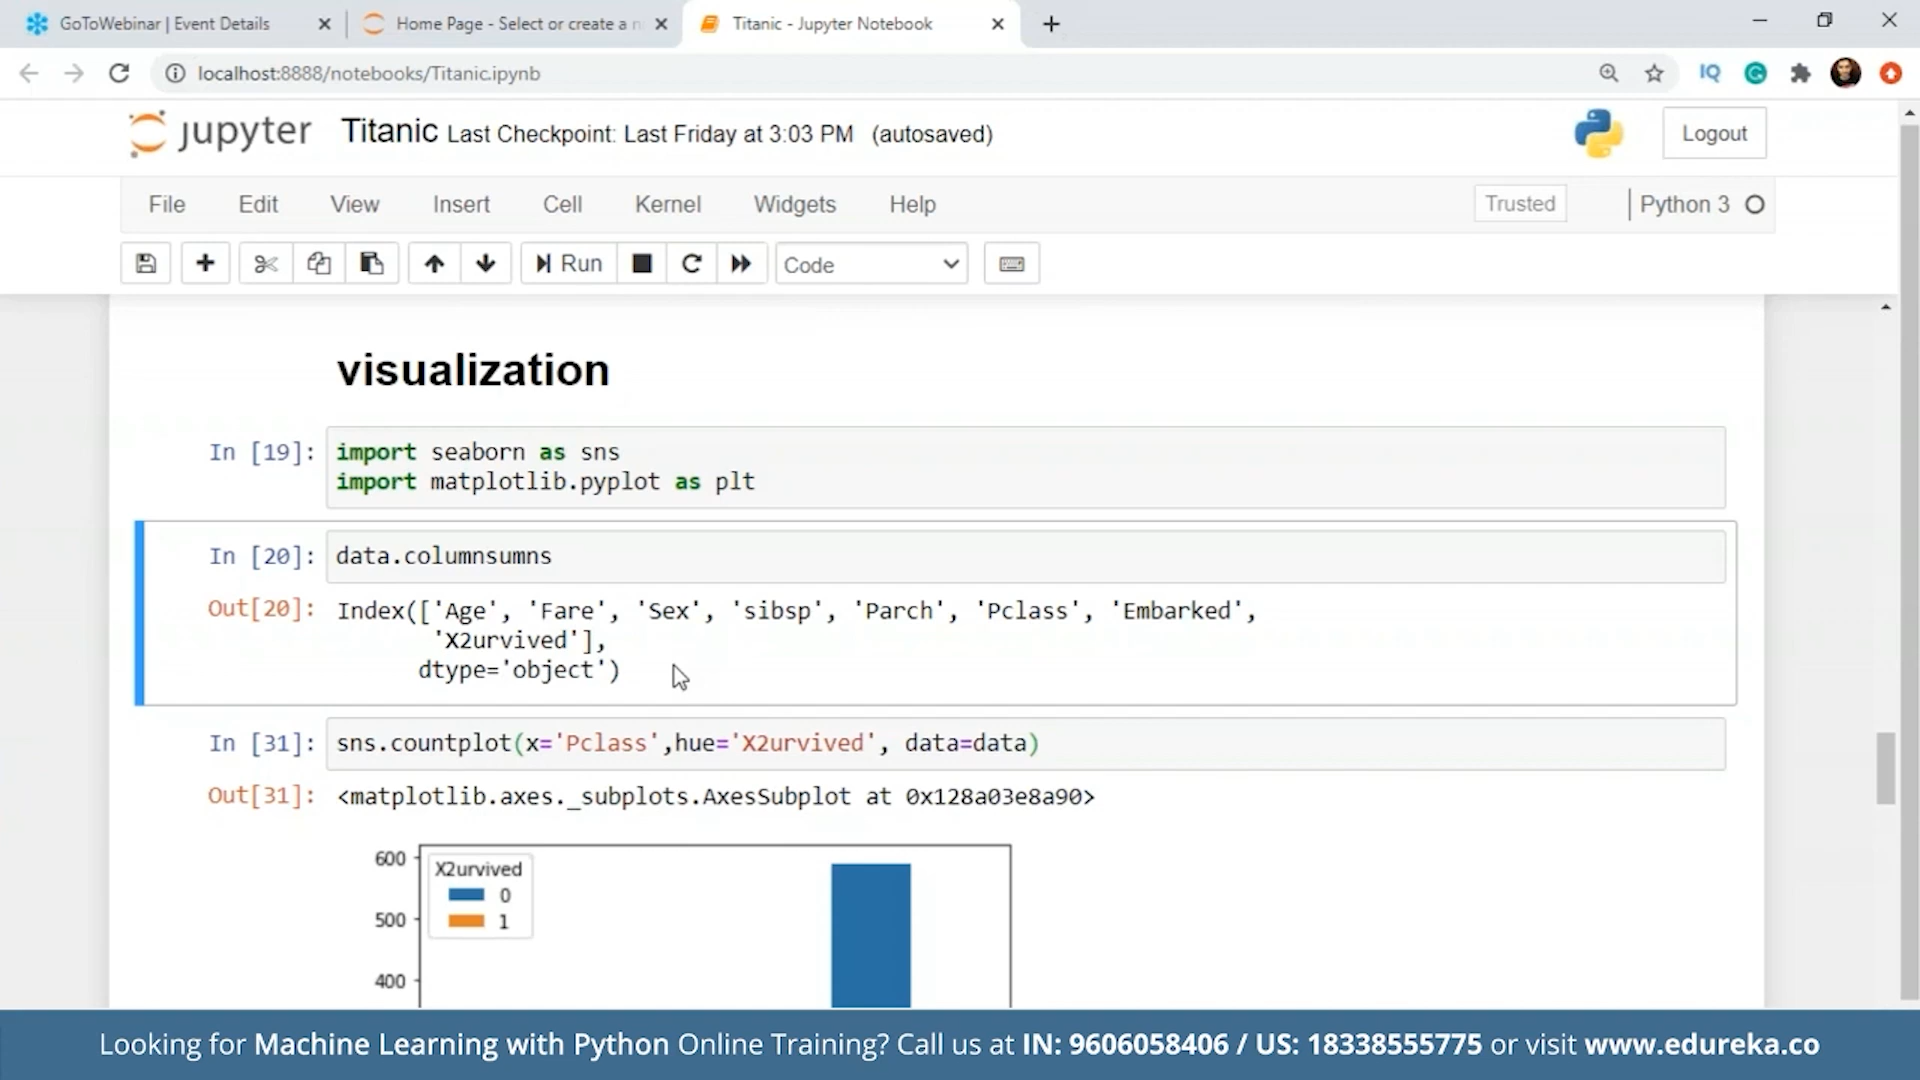 GoToWebinar | Event Details
Home Page - Select or create a n
Titanic - Jupyter Notebook
localhost:8888/notebooks/Titanic.ipynb
IQ
jupyter Titanic Last Checkpoint: Last Friday at 3:03 PM (autosaved)
Logout
File Edit View Insert Cell Kernel Widgets Help
Trusted
Python 3
Run
Code
visualization
In [19]: import seaborn as sns
import matplotlib.pyplot as plt
In [20]: data.columnsumns
Out[20]: Index(['Age', 'Fare', 'Sex', 'sibsp', 'Parch', 'Pclass', 'Embarked',
'X2urvived'],
dtype='object')
In [31]: sns.countplot(x='Pclass',hue='X2urvived', data=data)
Out[31]: <matplotlib.axes._subplots.AxesSubplot at 0x128a03e8a90>
600
X2urvived
0
500
1
400
Looking for Machine Learning with Python Online Training? Call us at IN: 9606058406 / US: 18338555775 or visit www.edureka.co